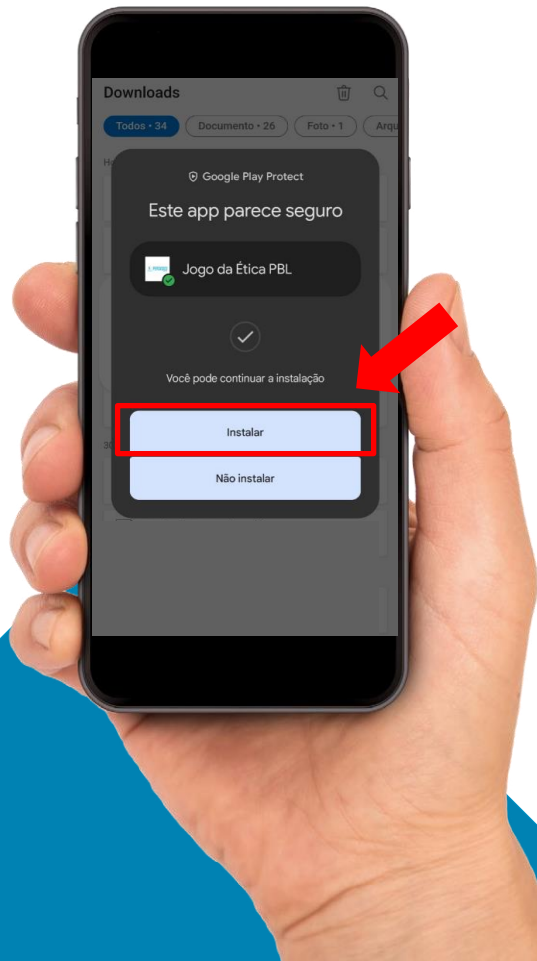 Downloads
Todos • 34
Documento • 26
Foto • 1
Google Play Protect
Este app parece seguro
Jogo da Ética PBL
Você pode continuar a instalação
Instalar
Não instalar